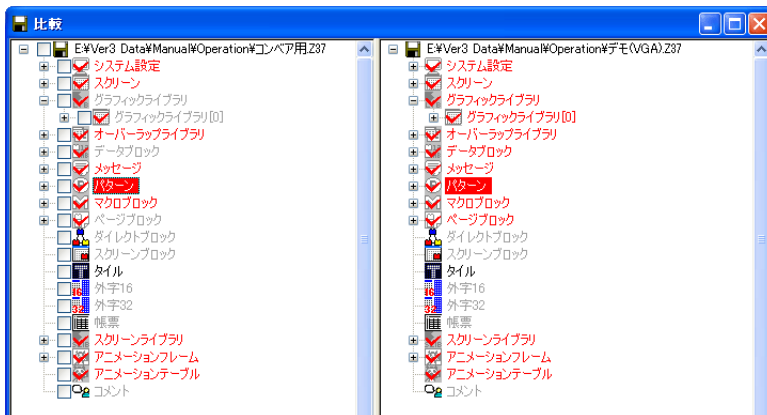 比較
E:¥Ver3 Data¥Manual¥Operation¥コンベア用.Z37
システム設定
スクリーン
グラフィックライブラリ
グラフィックライブラリ[0]
オーバーラップライブラリ
データブロック
メッセージ
パターン
マクロブロック
ページブロック
ダイレクトブロック
スクリーンブロック
タイル
外字16
外字32
帳票
スクリーンライブラリ
アニメーションフレーム
アニメーションテーブル
コメント
E:¥Ver3 Data¥Manual¥Operation¥デモ(VGA).Z37
システム設定
スクリーン
グラフィックライブラリ
グラフィックライブラリ[0]
オーバーラップライブラリ
データブロック
メッセージ
パターン
マクロブロック
ページブロック
ダイレクトブロック
スクリーンブロック
タイル
外字16
外字32
帳票
スクリーンライブラリ
アニメーションフレーム
アニメーションテーブル
コメント